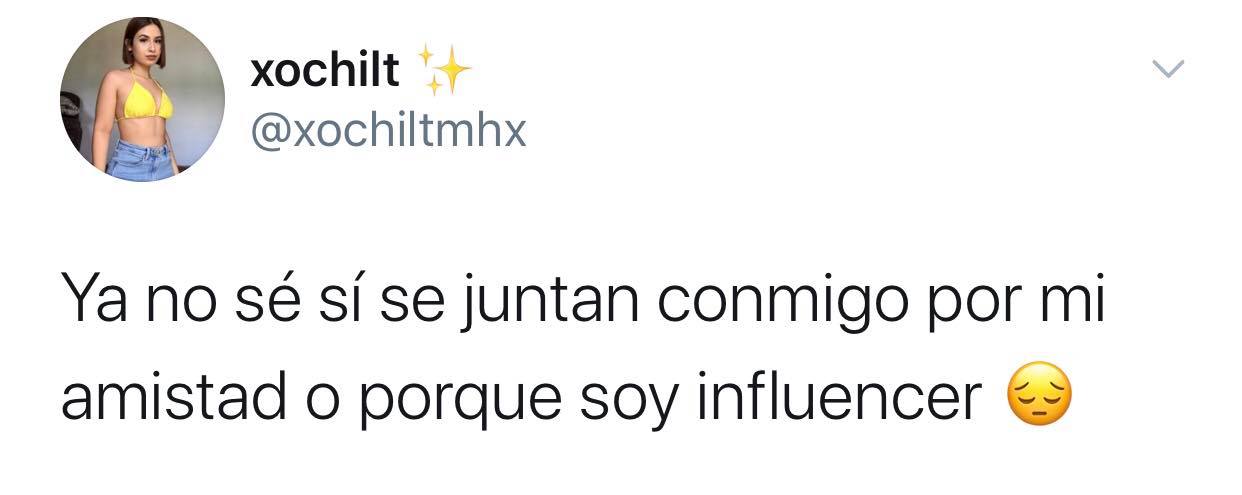 xochilt ✨
@xochiltmhx
Ya no sé sí se juntan conmigo por mi
amistad o porque soy influencer 😔